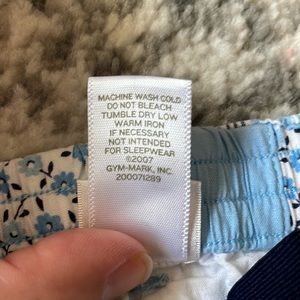 MACHINE WASH COLD
DO NOT BLEACH
TUMBLE DRY LOW
WARM IRON
IF NECESSARY
NOT INTENDED
FOR SLEEPWEAR
©2007
GYM-MARK, INC.
200071289